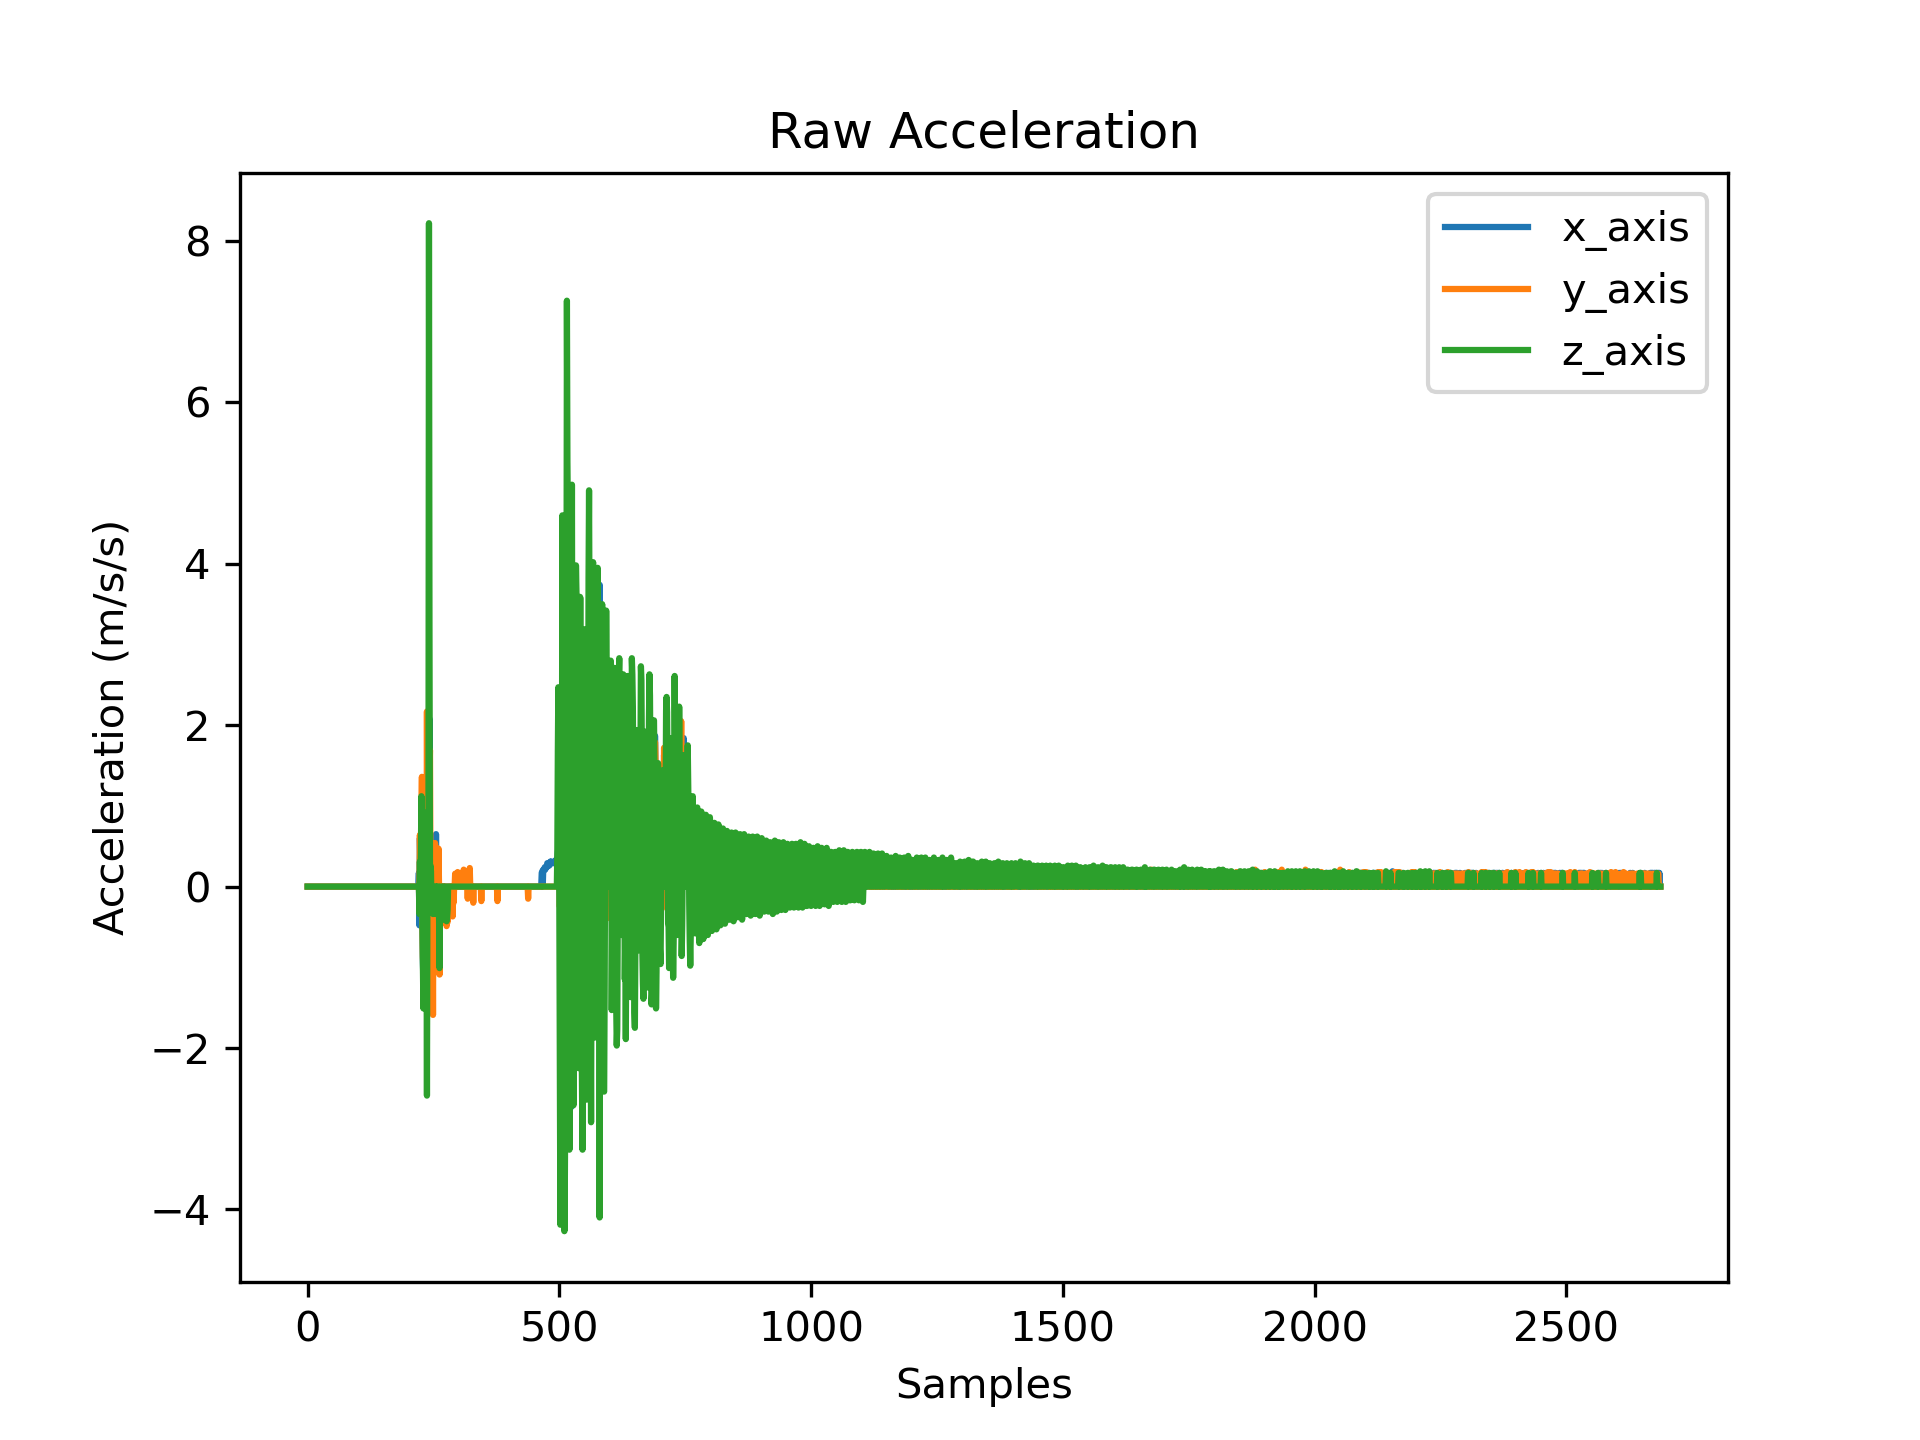 Raw Acceleration
x_axis
y_axis
z_axis
Acceleration (m/s/s)
8
6
4
2
0
−2
−4
0 500 1000 1500 2000 2500
Samples